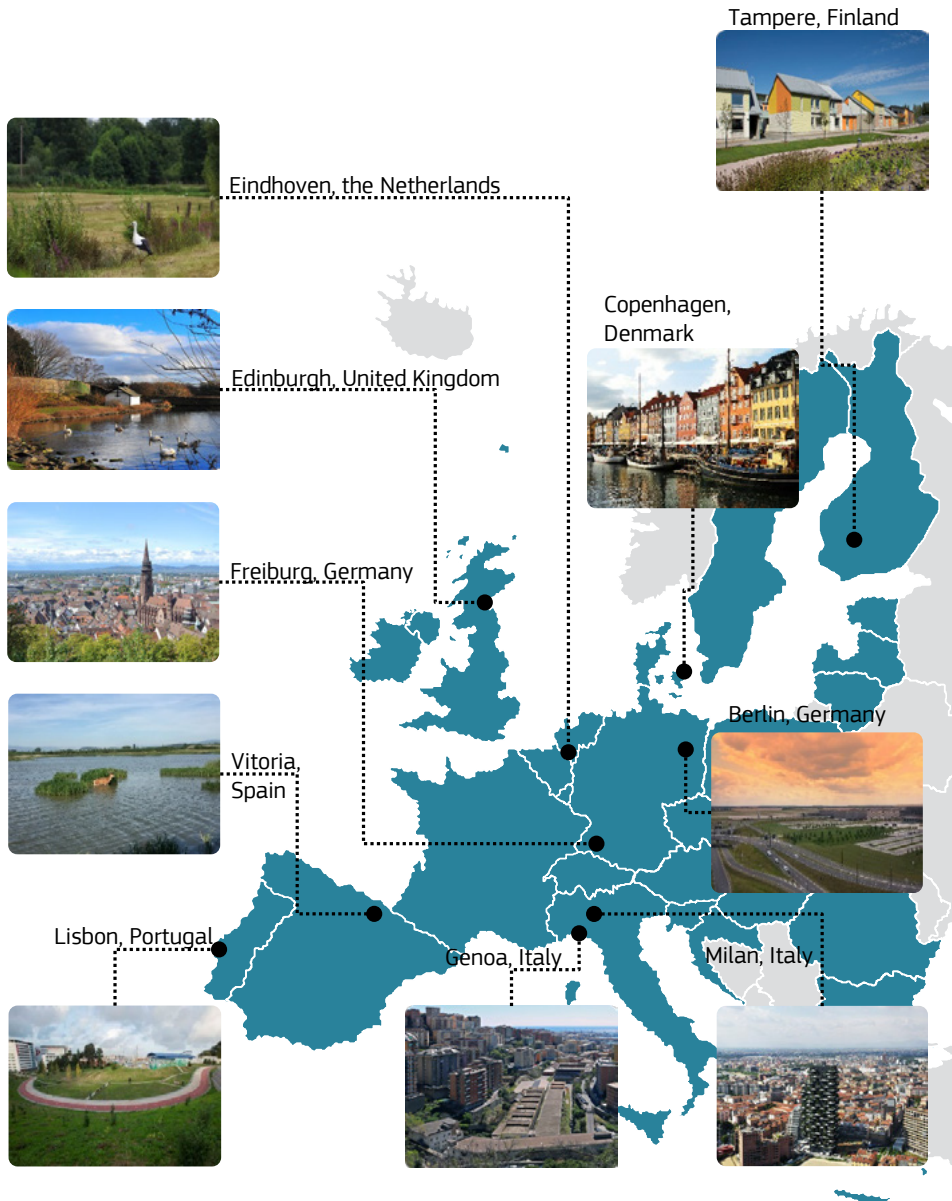 Tampere, Finland
Eindhoven, the Netherlands
Copenhagen,
Denmark
Edinburgh, United Kingdom
Freiburg, Germany
Berlin, Germany
Vitoria,
Spain
Lisbon, Portugal
Genoa, Italy
Milan, Italy